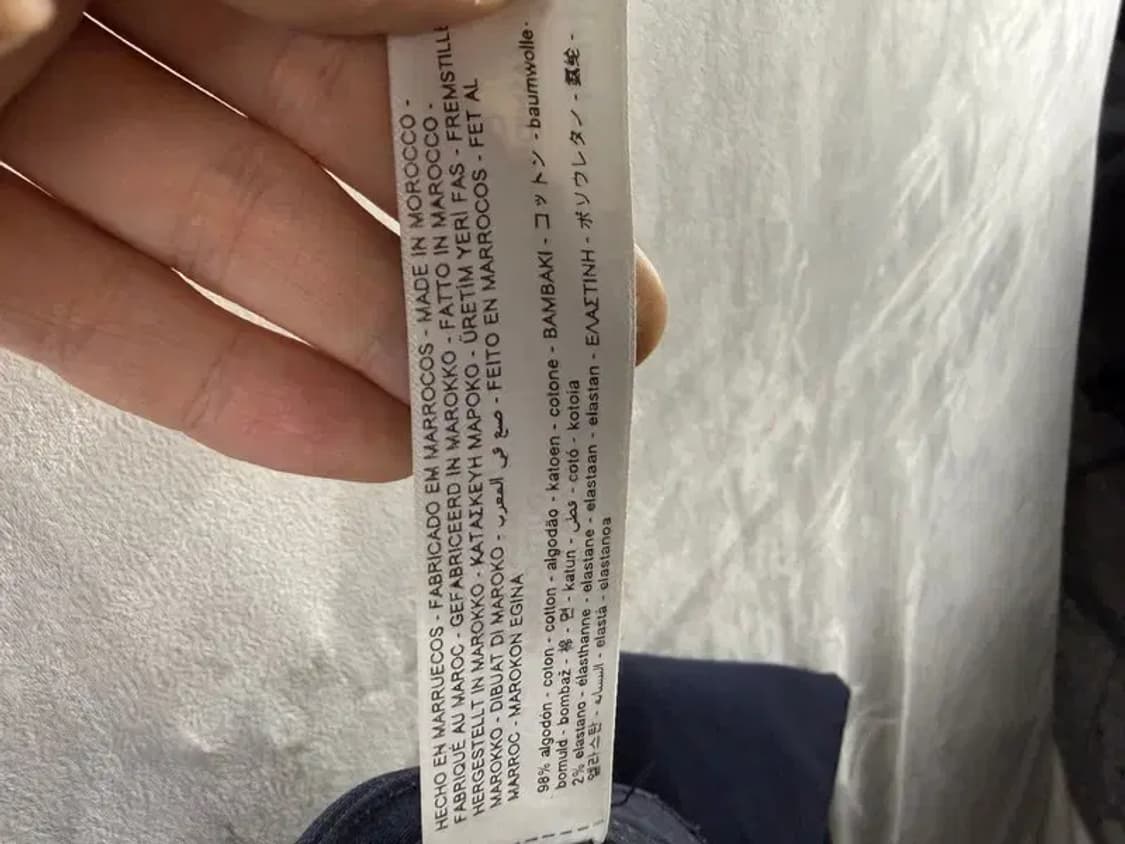 HECHO EN MARRUECOS - FABRICADO EM MARROCOS - MADE IN MOROCCO -
FABRIQUÉ AU MAROC - GEFABRICEERD IN MAROKKO - FATTO IN MAROCCO -
HERGESTELLT IN MAROKKO - ΚΑΤΑΣΚΕΥΗ ΜΑΡΟΚΟ - ÜRETIM YERİ FAS - FREMSTILLE
MAROKKO - DIBUAT DI MAROKO - صنع في المغرب - FEITO EN MARROCOS - FET AL
MARROC - MAROKON EGINA
98% algodón - coton - cotton - algodão - katoen - cotone - ΒΑΜΒΑΚΙ - コットン - baumwolle -
bomuld - bombaž - 棉 - 면 - katun - قطن - cotó - kotoia
2% elastano - élasthanne - elastane - elastaan - elastan - ΕΛΑΣΤΙΝΗ - ポリウレタン - 氨纶 -
엘라스탄 - - elastà - elastanoa